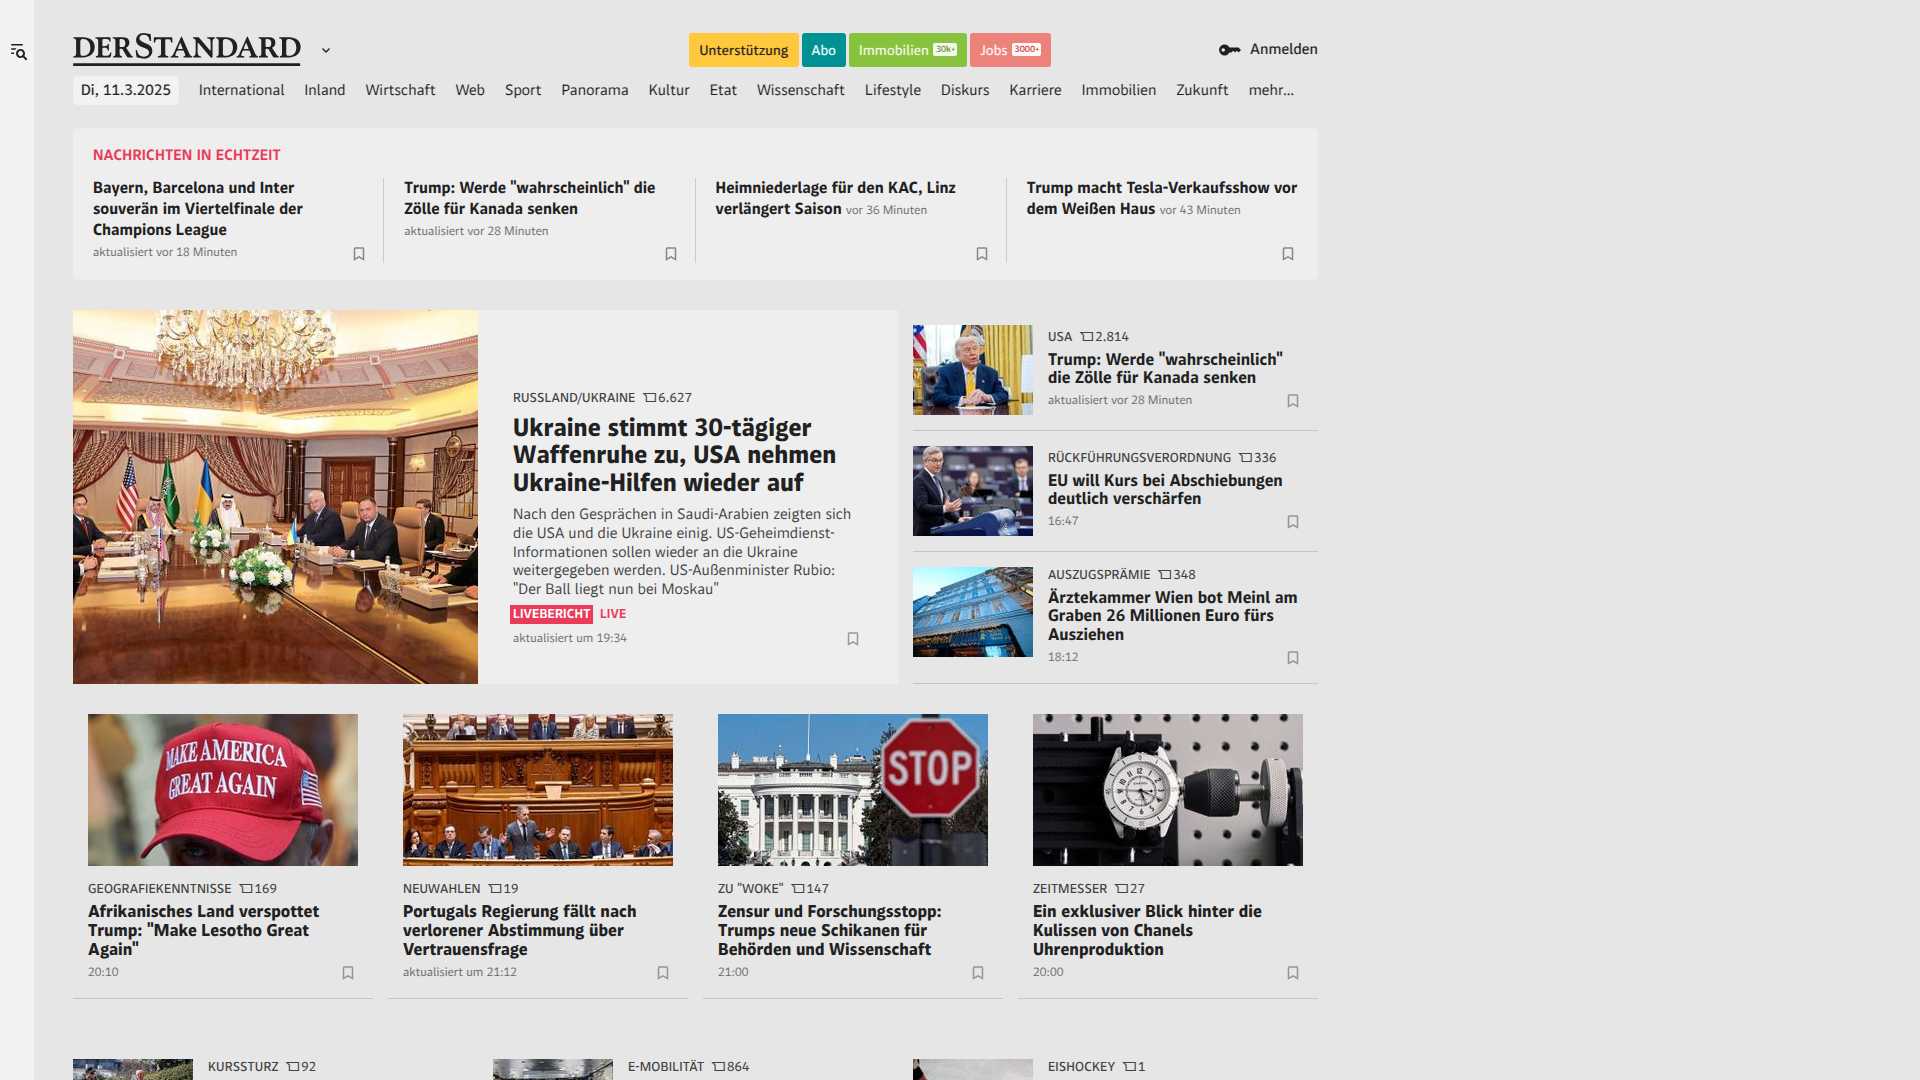 DERSTANDARD
Unterstützung
Abo
Immobilien 30k+
Jobs 3000+
Anmelden
Di, 11.3.2025
International
Inland
Wirtschaft
Web
Sport
Panorama
Kultur
Etat
Wissenschaft
Lifestyle
Diskurs
Karriere
Immobilien
Zukunft
mehr...
NACHRICHTEN IN ECHTZEIT
Bayern, Barcelona und Inter
souverän im Viertelfinale der
Champions League
aktualisiert vor 18 Minuten
Trump: Werde "wahrscheinlich" die
Zölle für Kanada senken
aktualisiert vor 28 Minuten
Heimniederlage für den KAC, Linz
verlängert Saison vor 36 Minuten
Trump macht Tesla-Verkaufsshow vor
dem Weißen Haus vor 43 Minuten
RUSSLAND/UKRAINE 6.627
Ukraine stimmt 30-tägiger
Waffenruhe zu, USA nehmen
Ukraine-Hilfen wieder auf
Nach den Gesprächen in Saudi-Arabien zeigten sich
die USA und die Ukraine einig. US-Geheimdienst-
Informationen sollen wieder an die Ukraine
weitergegeben werden. US-Außenminister Rubio:
"Der Ball liegt nun bei Moskau"
LIVEBERICHT LIVE
aktualisiert um 19:34
USA 2.814
Trump: Werde "wahrscheinlich"
die Zölle für Kanada senken
aktualisiert vor 28 Minuten
RÜCKFÜHRUNGSVERORDNUNG 336
EU will Kurs bei Abschiebungen
deutlich verschärfen
16:47
AUSZUGSPRÄMIE 348
Ärztekammer Wien bot Meinl am
Graben 26 Millionen Euro fürs
Ausziehen
18:12
MAKE AMERICA
GREAT AGAIN
GEOGRAFIEKENNTNISSE 169
Afrikanisches Land verspottet
Trump: "Make Lesotho Great
Again"
20:10
NEUWAHLEN 19
Portugals Regierung fällt nach
verlorener Abstimmung über
Vertrauensfrage
aktualisiert um 21:12
STOP
ZU "WOKE" 147
Zensur und Forschungsstopp:
Trumps neue Schikanen für
Behörden und Wissenschaft
21:00
ZEITMESSER 27
Ein exklusiver Blick hinter die
Kulissen von Chanels
Uhrenproduktion
20:00
KURSSTURZ 92
E-MOBILITÄT 864
EISHOCKEY 1